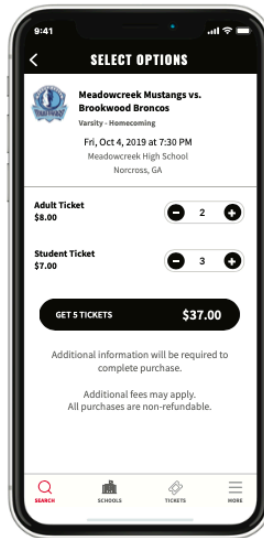 9:41
SELECT OPTIONS
Meadowcreek Mustangs vs.
Brookwood Broncos
Varsity - Homecoming
Fri, Oct 4, 2019 at 7:30 PM
Meadowcreek High School
Norcross, GA
Adult Ticket
$8.00
2
Student Ticket
$7.00
3
GET 5 TICKETS $37.00
Additional information will be required to
complete purchase.
Additional fees may apply.
All purchases are non-refundable.
SEARCH SCHOOLS TICKETS MORE